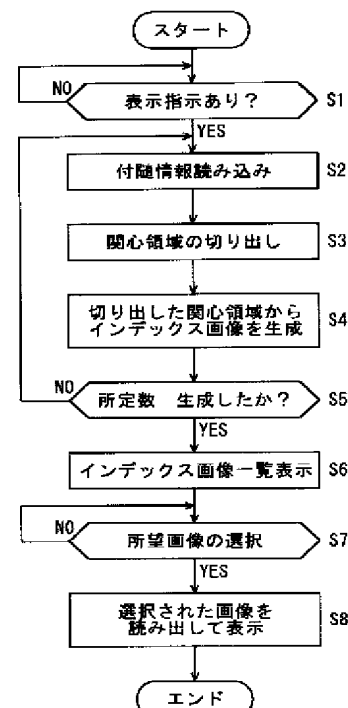 スタート
NO
表示指示あり? S1
YES
付随情報読み込み S2
関心領域の切り出し S3
切り出した関心領域から
インデックス画像を生成 S4
NO
所定数 生成したか? S5
YES
インデックス画像一覧表示 S6
NO
所望画像の選択 S7
YES
選択された画像を
読み出して表示 S8
エンド